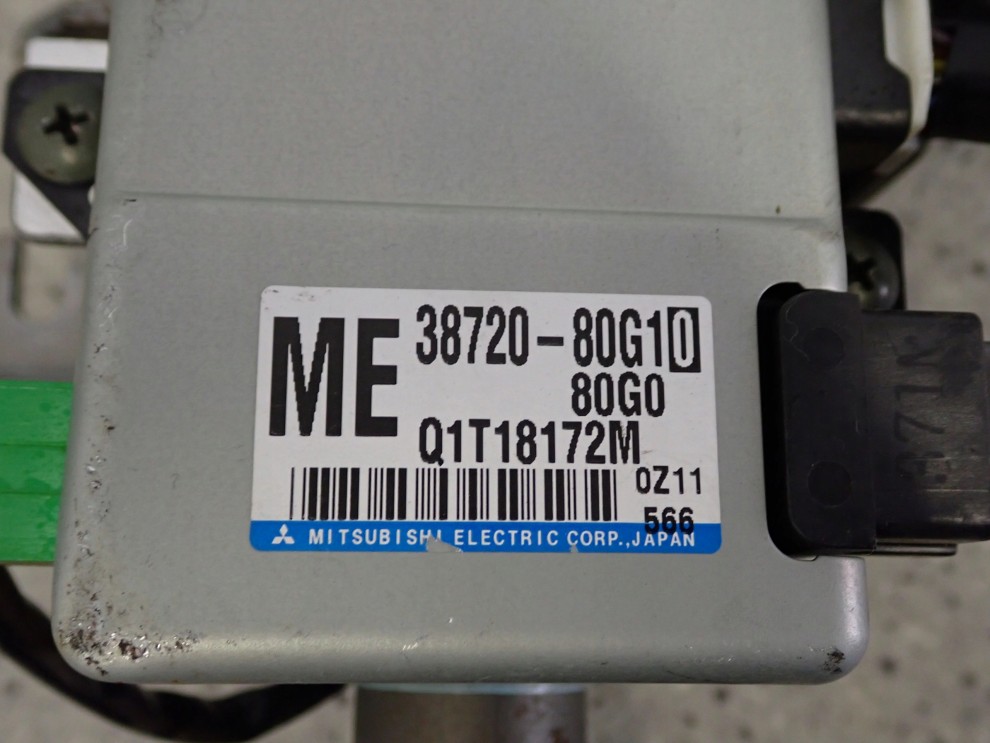 ME
38720-80G10
80G0
Q1T18172M
0Z11
566
MITSUBISHI ELECTRIC CORP.,JAPAN